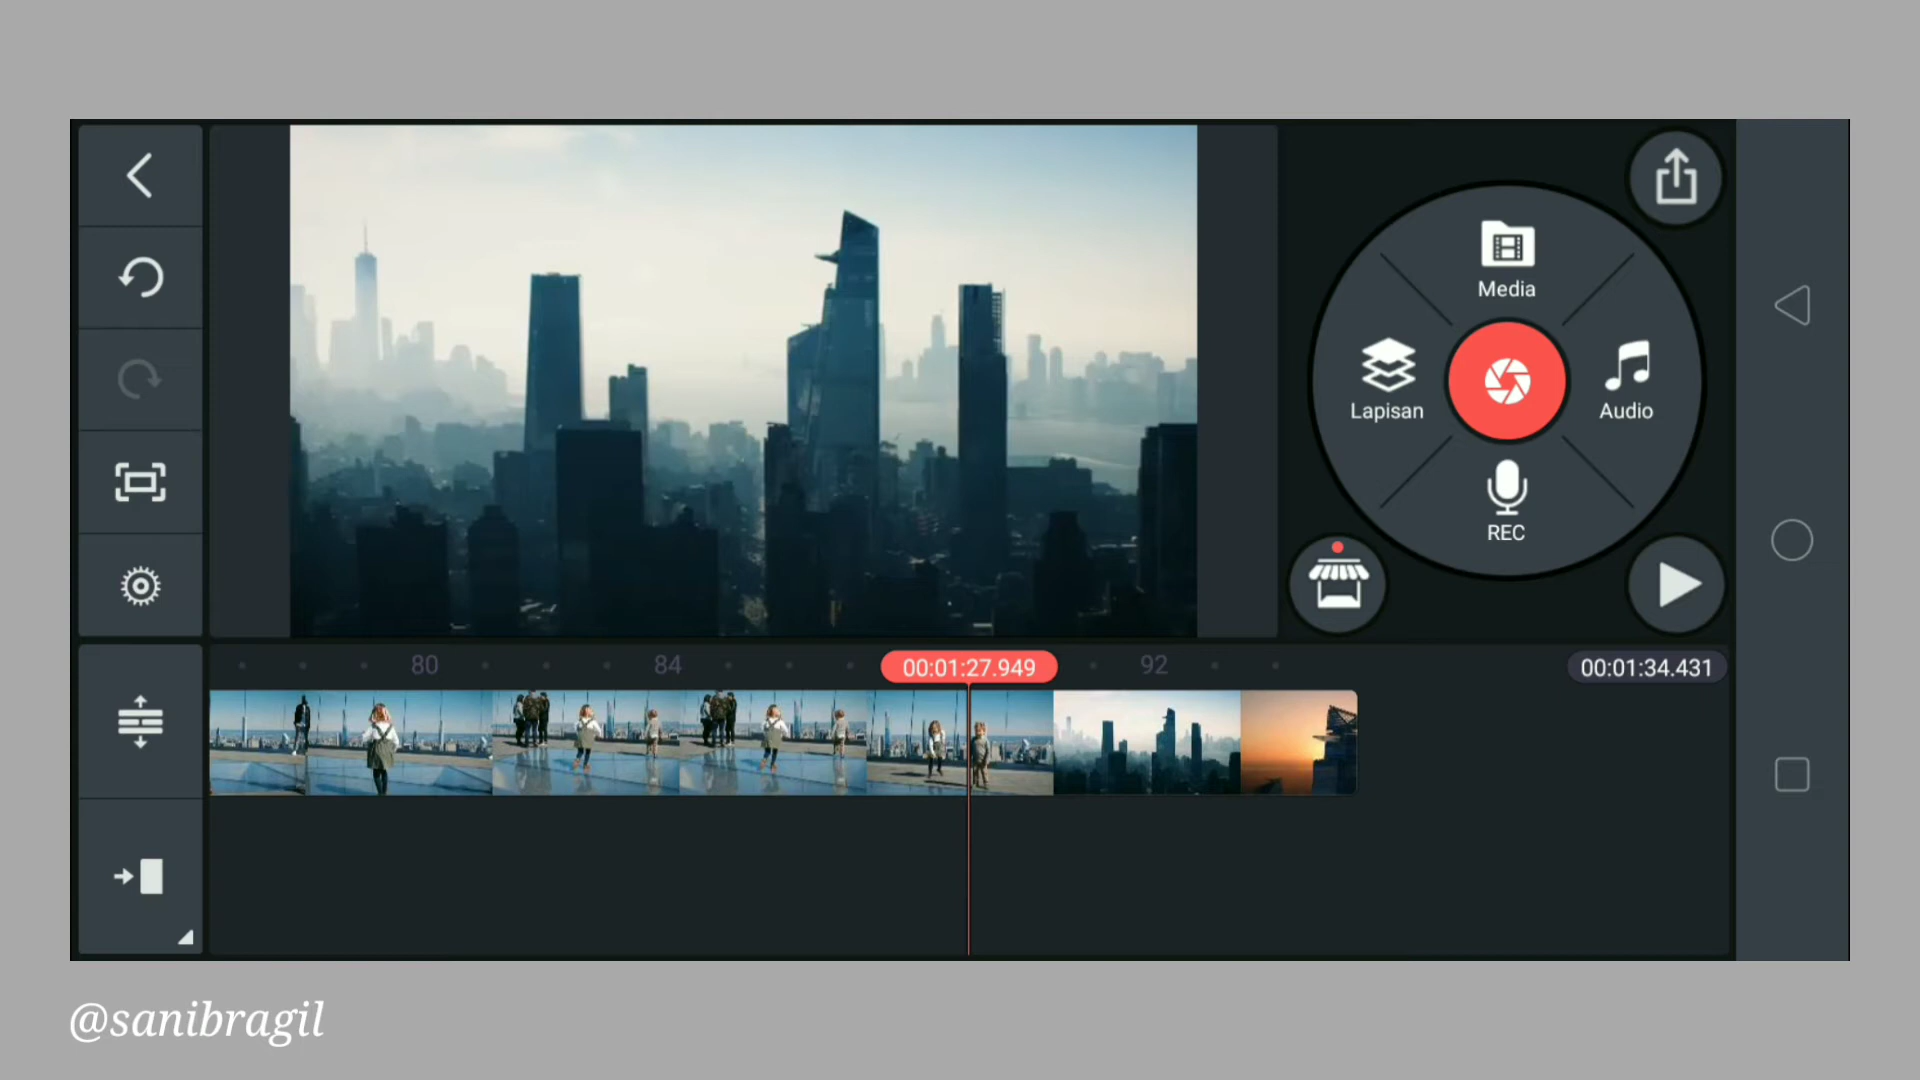 Media
Lapisan
Audio
REC
80
84
00:01:27.949
92
00:01:34.431
@sanibragil